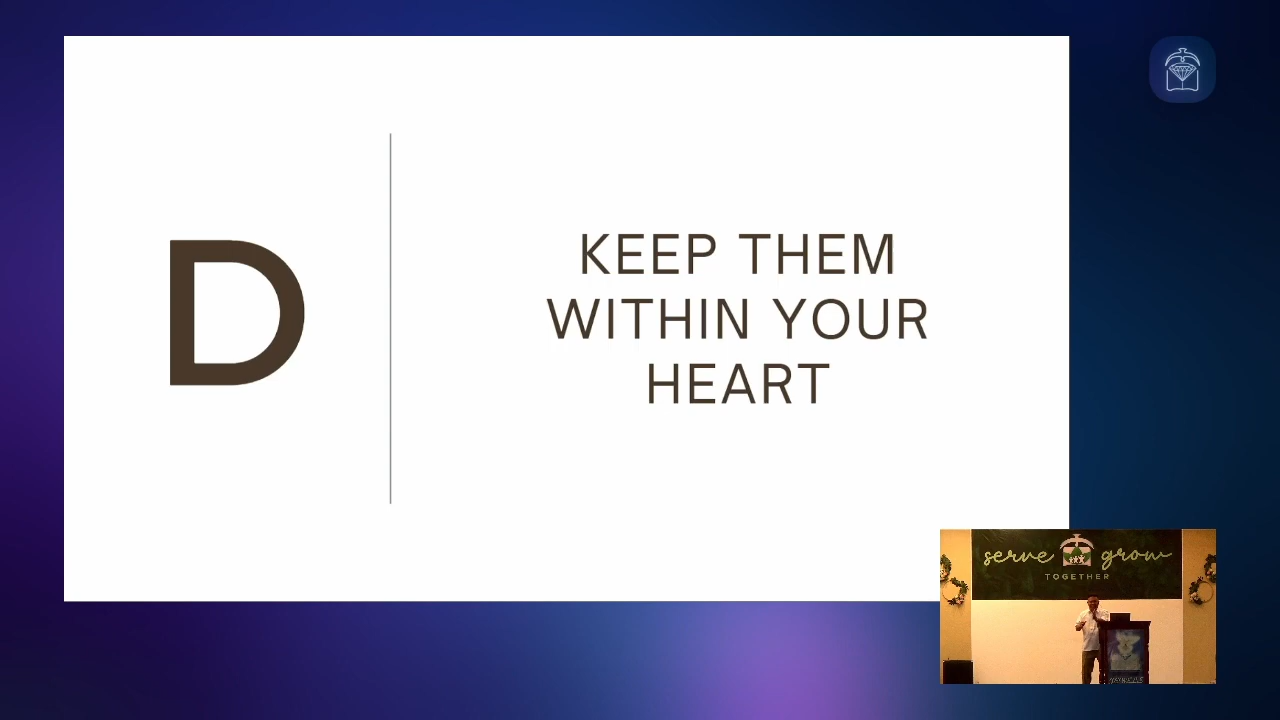 D
KEEP THEM
WITHIN YOUR
HEART
serve grow
TOGETHER